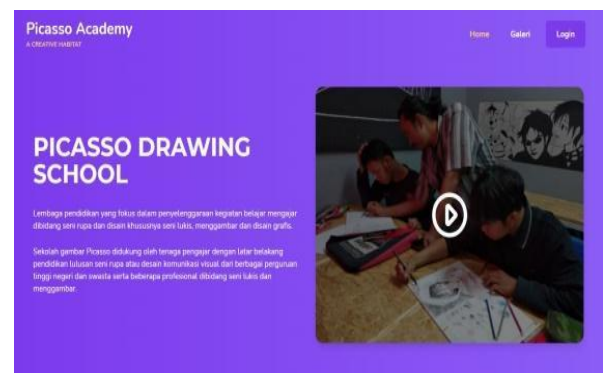 Picasso Academy
A CREATIVE HABITAT
Home Galeri Login
PICASSO DRAWING
SCHOOL
Lembaga pendidikan yang fokus dalam penyelenggaraan kegiatan belajar mengajar
dibidang seni rupa dan disain khususnya seni lukis, menggambar dan disain grafis.
Sekolah gambar Picasso didukung oleh tenaga pengajar dengan latar belakang
pendidikan lulusan seni rupa atau desain komunikasi visual dari berbagai perguruan
tinggi negeri dan swasta serta beberapa profesional dibidang seni lukis dan
menggambar.